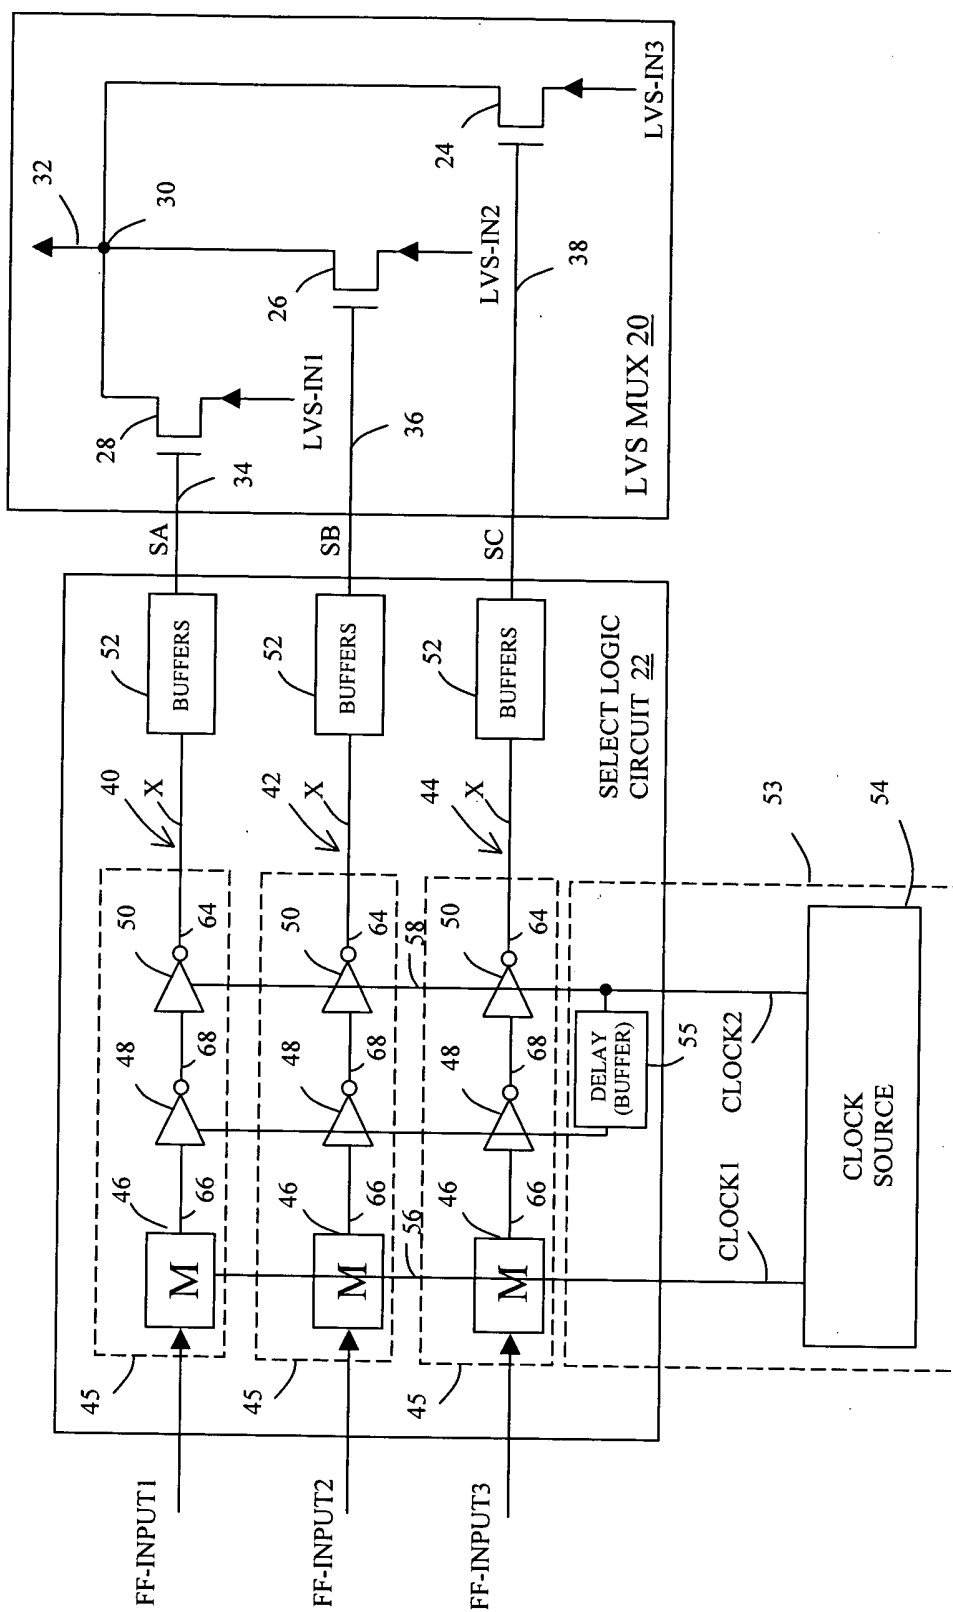 FF-INPUT1
45
M
46
66
48
68
50
64
40
X
52
BUFFERS
SA
34
28
LVS-IN1
32
30
FF-INPUT2
45
M
46
66
48
68
50
64
42
X
52
BUFFERS
SB
36
26
LVS-IN2
FF-INPUT3
45
M
46
66
48
68
50
64
44
X
52
BUFFERS
SC
38
24
LVS-IN3
56
58
DELAY
(BUFFER)
55
SELECT LOGIC
CIRCUIT 22
LVS MUX 20
CLOCK1
CLOCK2
53
CLOCK
SOURCE
54